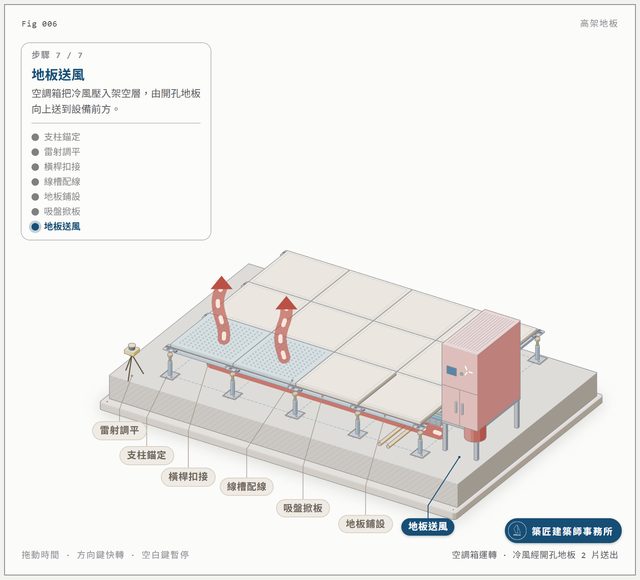 Fig 006
高架地板
步驟 7 / 7
地板送風
空調箱把冷風壓入架空層，由開孔地板
向上送到設備前方。
支柱錨定
雷射調平
橫桿扣接
線槽配線
地板鋪設
吸盤掀板
地板送風
雷射調平
支柱錨定
橫桿扣接
線槽配線
吸盤掀板
地板鋪設
地板送風
築匠建築師事務所
拖動時間 · 方向鍵快轉 · 空白鍵暫停
空調箱運轉 · 冷風經開孔地板 2 片送出